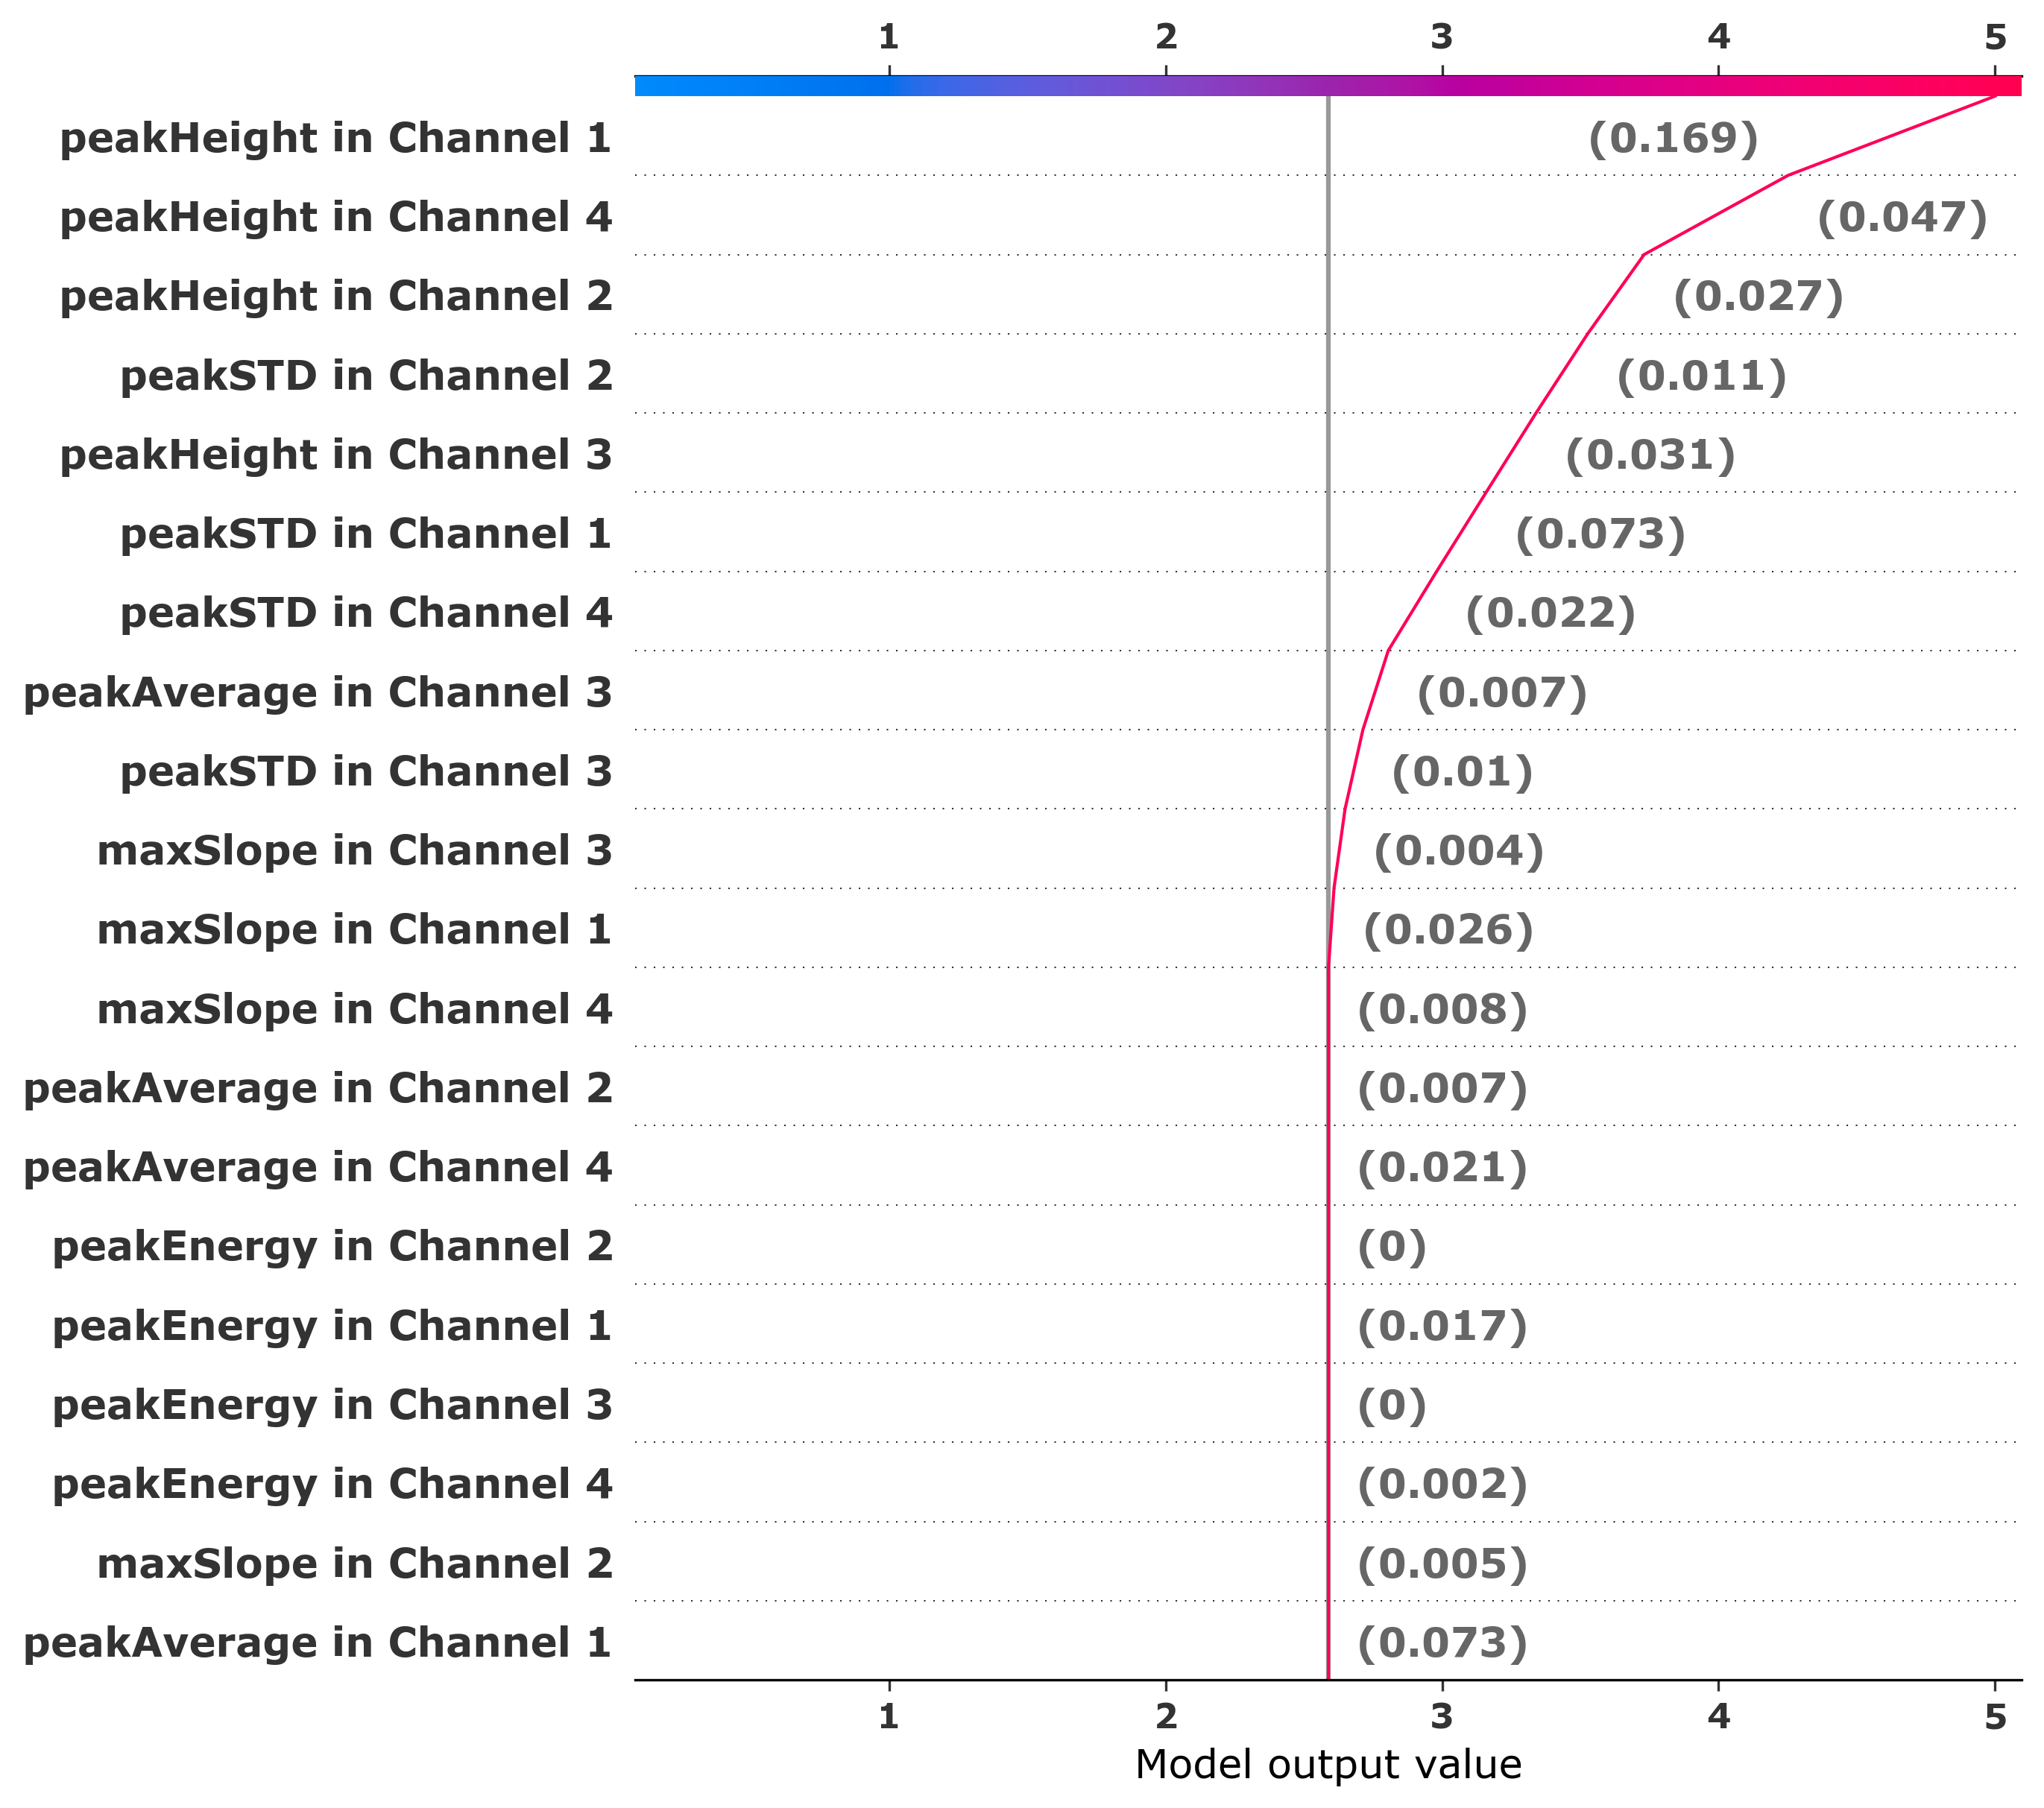 1 2 3 4 5
peakHeight in Channel 1 (0.169)
peakHeight in Channel 4 (0.047)
peakHeight in Channel 2 (0.027)
peakSTD in Channel 2 (0.011)
peakHeight in Channel 3 (0.031)
peakSTD in Channel 1 (0.073)
peakSTD in Channel 4 (0.022)
peakAverage in Channel 3 (0.007)
peakSTD in Channel 3 (0.01)
maxSlope in Channel 3 (0.004)
maxSlope in Channel 1 (0.026)
maxSlope in Channel 4 (0.008)
peakAverage in Channel 2 (0.007)
peakAverage in Channel 4 (0.021)
peakEnergy in Channel 2 (0)
peakEnergy in Channel 1 (0.017)
peakEnergy in Channel 3 (0)
peakEnergy in Channel 4 (0.002)
maxSlope in Channel 2 (0.005)
peakAverage in Channel 1 (0.073)
1 2 3 4 5
Model output value